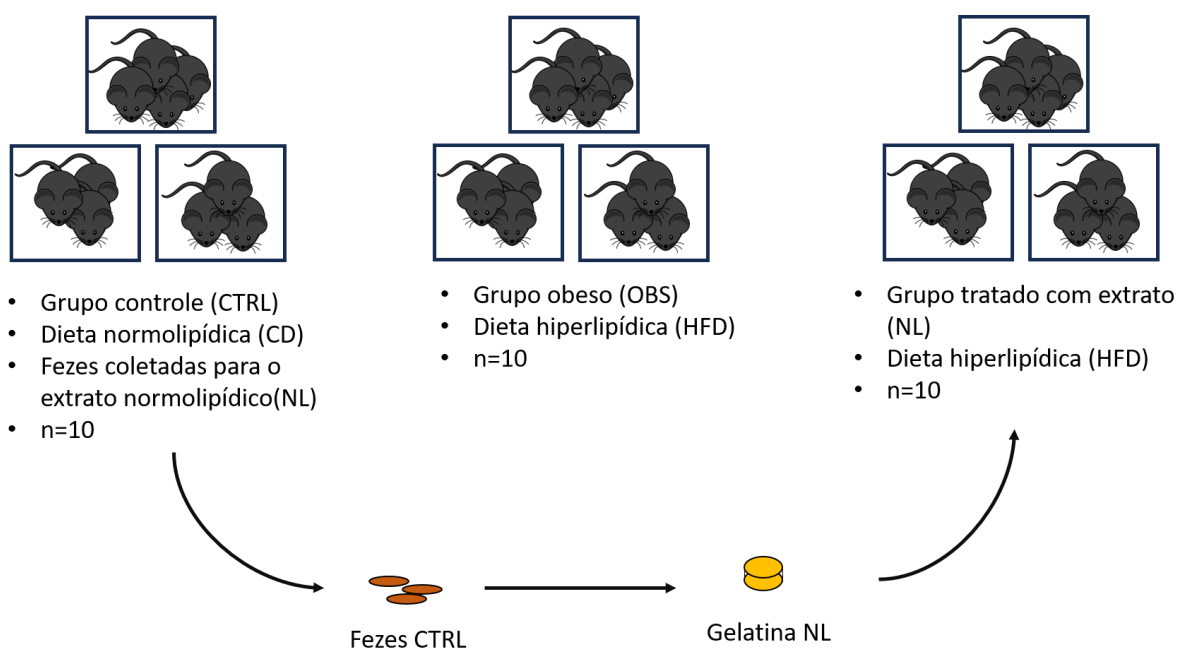 • Grupo controle (CTRL)
• Dieta normolipídica (CD)
• Fezes coletadas para o
extrato normolipídico(NL)
• n=10
• Grupo obeso (OBS)
• Dieta hiperlipídica (HFD)
• n=10
• Grupo tratado com extrato
(NL)
• Dieta hiperlipídica (HFD)
• n=10
Fezes CTRL
Gelatina NL